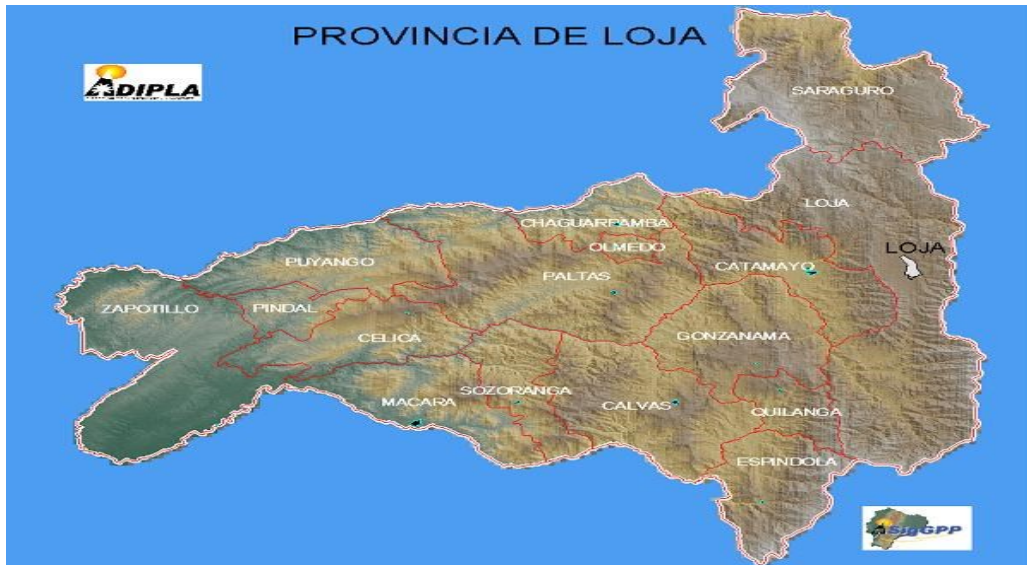 PROVINCIA DE LOJA
ADIPLA
SARAGURO
LOJA
CHAGUARPAMBA
OLMEDO
LOJA
PUYANGO
CATAMAYO
PALTAS
ZAPOTILLO
PINDAL
CELICA
GONZANAMA
SOZORANGA
MACARA
CALVAS
QUILANGA
ESPINDOLA
SigGPP